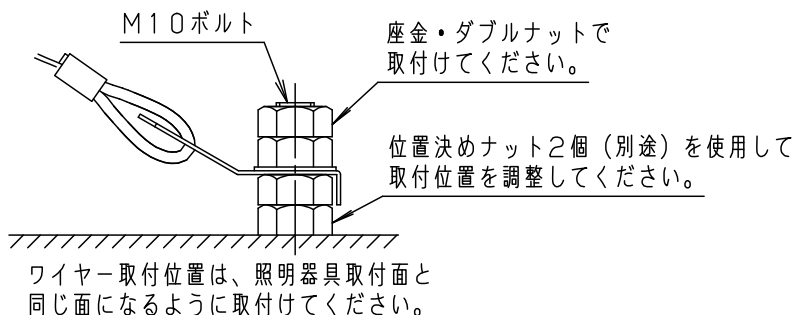 M10ボルト
座金・ダブルナットで
取付けてください。
位置決めナット2個（別途）を使用して
取付位置を調整してください。
ワイヤー取付位置は、照明器具取付面と
同じ面になるように取付けてください。